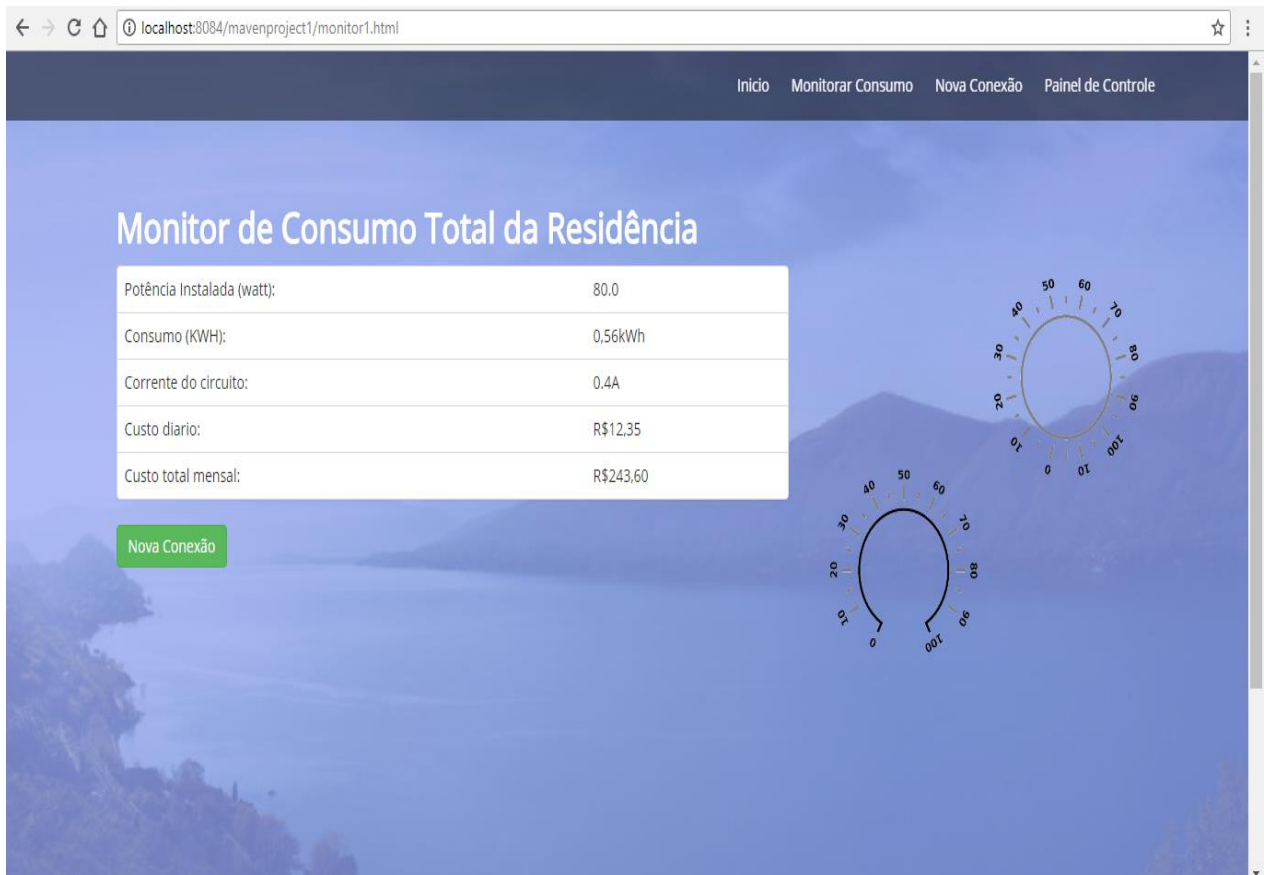 localhost:8084/mavenproject1/monitor1.html
Inicio Monitorar Consumo Nova Conexão Painel de Controle
Monitor de Consumo Total da Residência
Potência Instalada (watt): 80.0
Consumo (KWH): 0,56kWh
Corrente do circuito: 0.4A
Custo diario: R$12,35
Custo total mensal: R$243,60
Nova Conexão
0 10 20 30 40 50 60 70 80 90 100 10
0 10 20 30 40 50 60 70 80 90 100